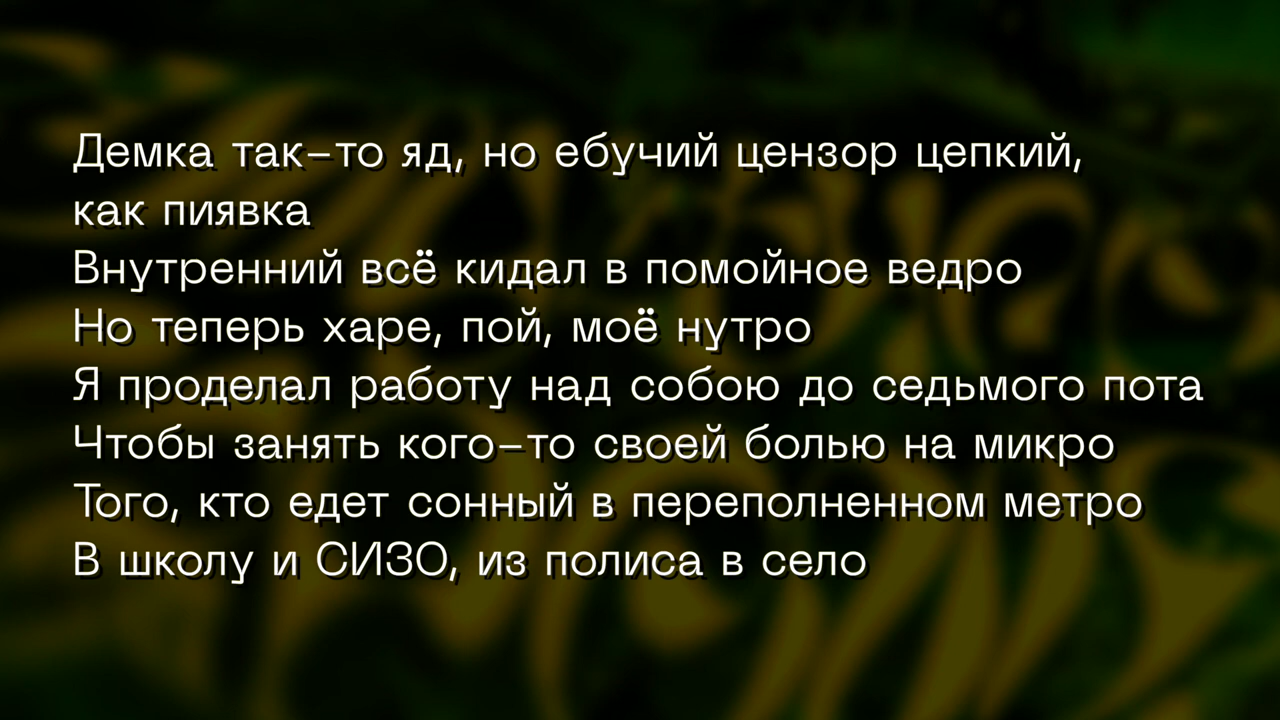 Демка так-то яд, но ебучий цензор цепкий,
как пиявка
Внутренний всё кидал в помойное ведро
Но теперь харе, пой, моё нутро
Я проделал работу над собою до седьмого пота
Чтобы занять кого-то своей болью на микро
Того, кто едет сонный в переполненном метро
В школу и СИЗО, из полиса в село